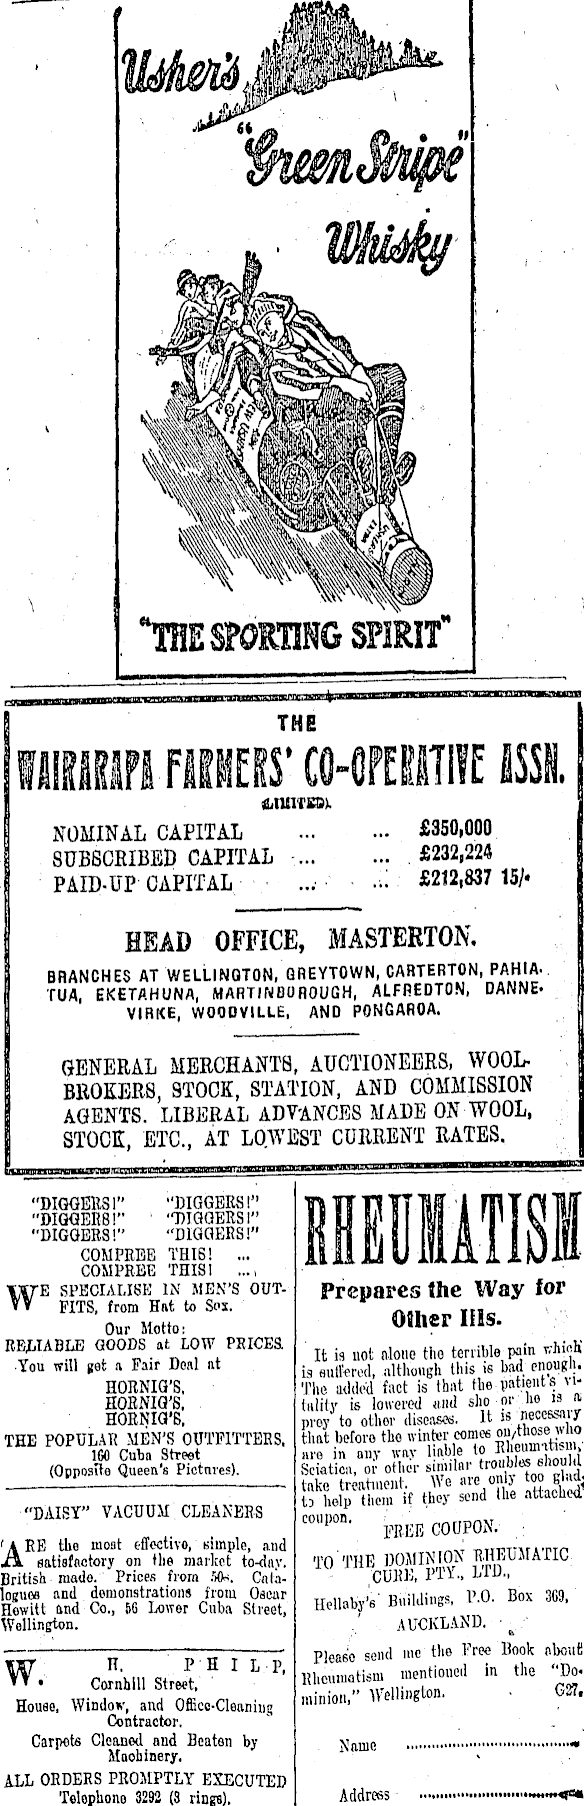 Usher's
"Green Stripe"
Whisky
"THE SPORTING SPIRIT"
THE
WAIRARAPA FARMERS' CO-OPERATIVE ASSN.
(LIMITED).
NOMINAL CAPITAL ... ... £350,000
SUBSCRIBED CAPITAL ... ... £232,224
PAID-UP CAPITAL ... ... £212,837 15/-
HEAD OFFICE, MASTERTON.
BRANCHES AT WELLINGTON, GREYTOWN, CARTERTON, PAHIA-
TUA, EKETAHUNA, MARTINBOROUGH, ALFREDTON, DANNE-
VIRKE, WOODVILLE, AND PONGAROA.
GENERAL MERCHANTS, AUCTIONEERS, WOOL-
BROKERS, STOCK, STATION, AND COMMISSION
AGENTS. LIBERAL ADVANCES MADE ON WOOL,
STOCK, ETC., AT LOWEST CURRENT RATES.
"DIGGERS!" "DIGGERS!"
"DIGGERS!" "DIGGERS!"
"DIGGERS!" "DIGGERS!"
COMPREE THIS! ...
COMPREE THIS! ...
WE SPECIALISE IN MEN'S OUT-
FITS, from Hat to Sox.
Our Motto:
RELIABLE GOODS at LOW PRICES.
You will get a Fair Deal at
HORNIG'S,
HORNIG'S,
HORNIG'S,
THE POPULAR MEN'S OUTFITTERS,
160 Cuba Street
(Opposite Queen's Pictures).
"DAISY" VACUUM CLEANERS
ARE the most effective, simple, and
satisfactory on the market to-day.
British made. Prices from 50s. Cata-
logues and demonstrations from Oscar
Hewitt and Co., 56 Lower Cuba Street,
Wellington.
W. H. PHILP,
Cornhill Street,
House, Window, and Office-Cleaning
Contractor.
Carpets Cleaned and Beaten by
Machinery.
ALL ORDERS PROMPTLY EXECUTED
Telephone 3292 (3 rings).
RHEUMATISM
Prepares the Way for
Other Ills.
It is not alone the terrible pain which
is suffered, although this is bad enough.
The added fact is that the patient's vi-
tality is lowered and she or he is a
prey to other diseases. It is necessary
that before the winter comes on, those who
are in any way liable to Rheumatism,
Sciatica, or other similar troubles should
take treatment. We are only too glad
to help them if they send the attached
coupon.
FREE COUPON.
TO THE DOMINION RHEUMATIC
CURE, PTY., LTD.,
Hellaby's Buildings, P.O. Box 369,
AUCKLAND.
Please send me the Free Book about
Rheumatism mentioned in the "Do-
minion," Wellington. G27.
Name ..............................
Address ..............................